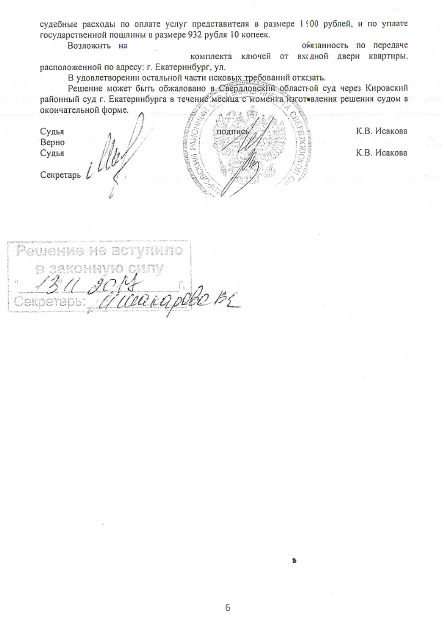 судебные расходы по оплате услуг представителя в размере рублей, и по уплате
государственной пошлины в размере 932 рубля 10 копеек.
Возложить на обязанность по передаче
комплекта ключей от входной двери квартиры,
расположенной по адресу: г. Екатеринбург, ул.
В удовлетворении остальной части исковых требований отказать.
Решение может быть обжаловано в Свердловский областной суд через Кировский
районный суд г. Екатеринбурга в течение месяца с момента изготовления решения судом в
окончательной форме.
Судья подпись К.В. Исакова
Верно
Судья К.В. Исакова
Секретарь
Решение не вступило
в законную силу
" 13.11 2017 г.
Секретарь:
6